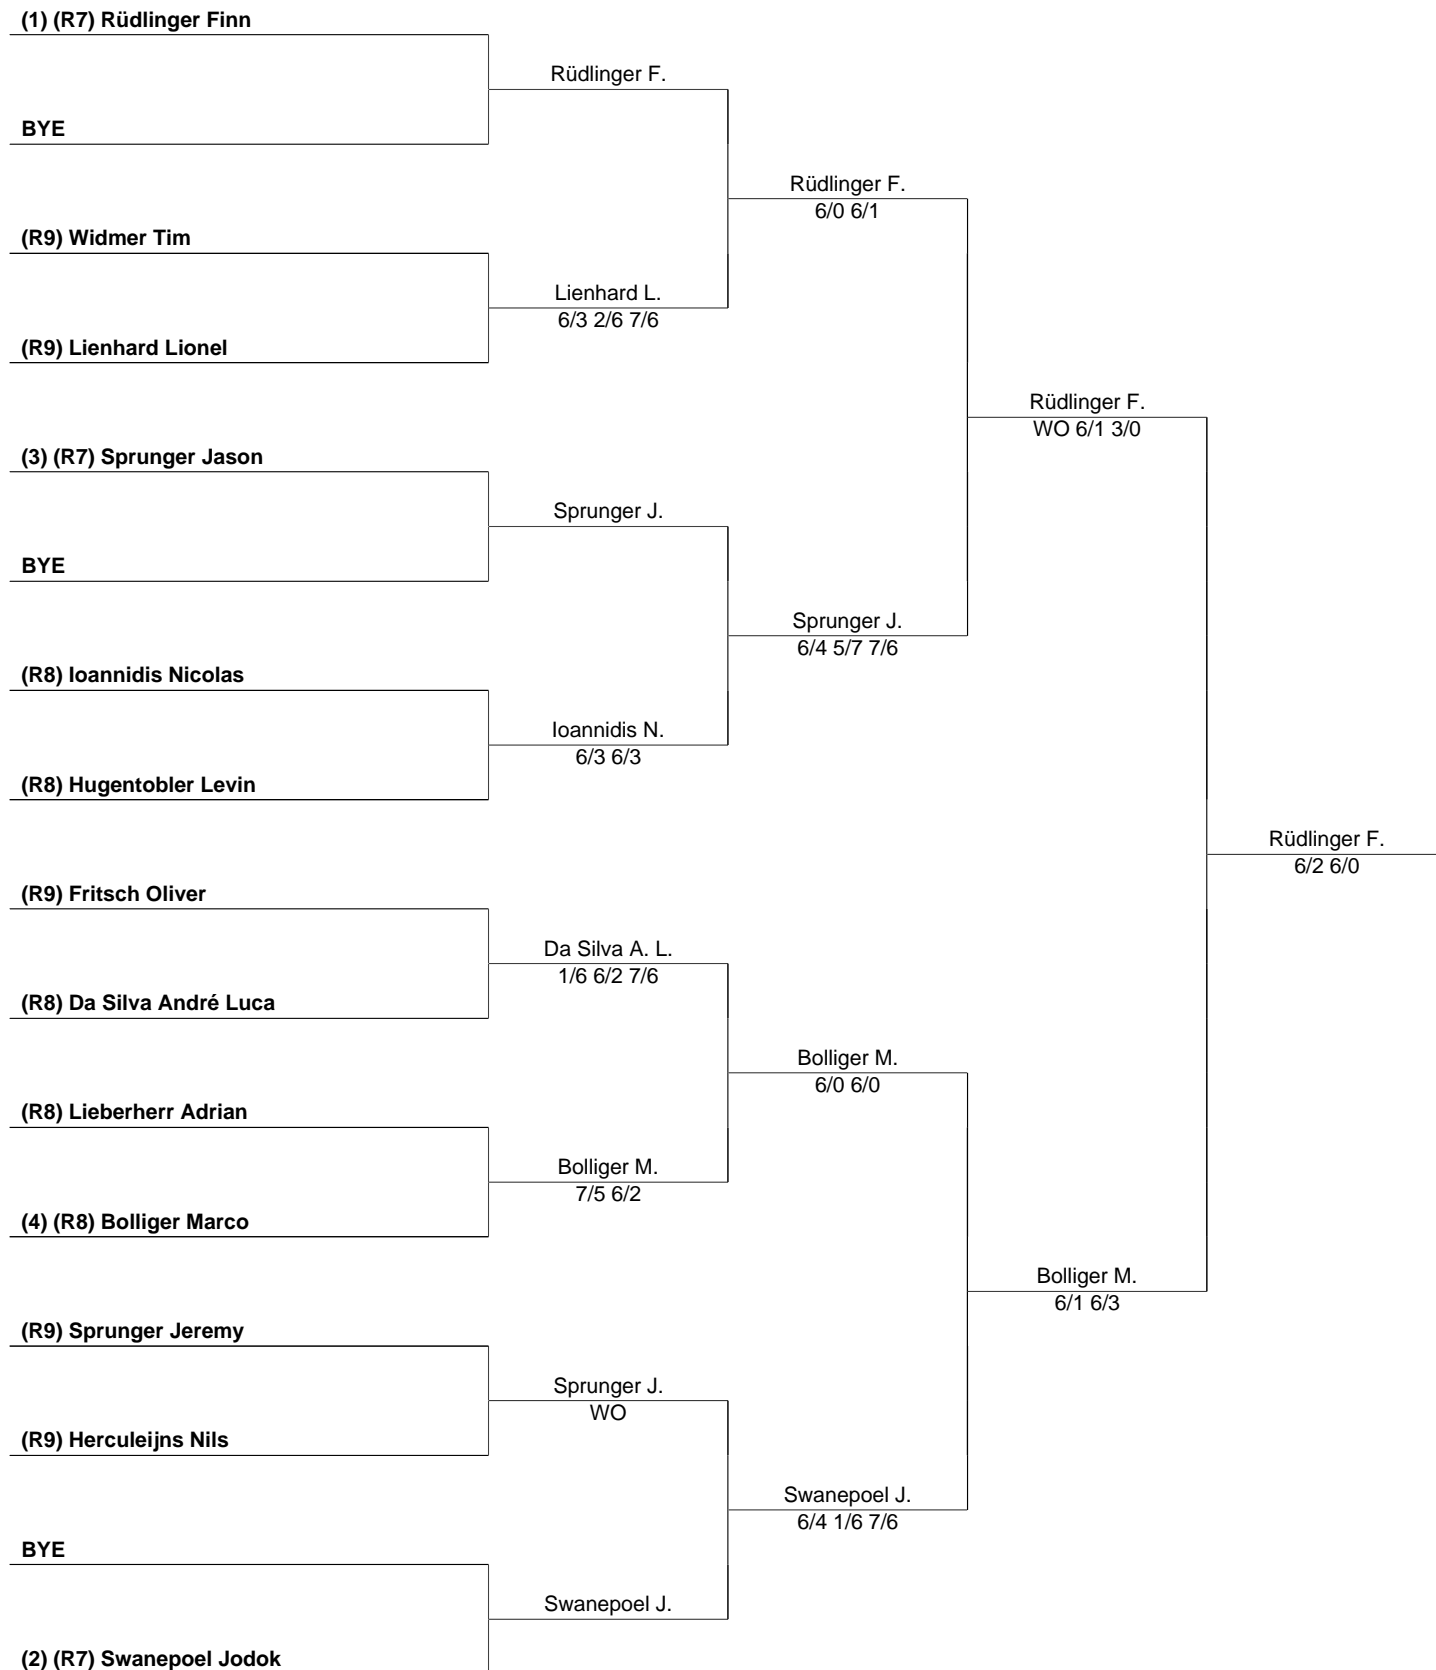 (1) (R7) Rüdlinger Finn
Rüdlinger F.
BYE
Rüdlinger F.
6/0 6/1
(R9) Widmer Tim
Lienhard L.
6/3 2/6 7/6
(R9) Lienhard Lionel
Rüdlinger F.
WO 6/1 3/0
(3) (R7) Sprunger Jason
Sprunger J.
BYE
Sprunger J.
6/4 5/7 7/6
(R8) Ioannidis Nicolas
Ioannidis N.
6/3 6/3
(R8) Hugentobler Levin
Rüdlinger F.
6/2 6/0
(R9) Fritsch Oliver
Da Silva A. L.
1/6 6/2 7/6
(R8) Da Silva André Luca
Bolliger M.
6/0 6/0
(R8) Lieberherr Adrian
Bolliger M.
7/5 6/2
(4) (R8) Bolliger Marco
Bolliger M.
6/1 6/3
(R9) Sprunger Jeremy
Sprunger J.
WO
(R9) Herculeijns Nils
Swanepoel J.
6/4 1/6 7/6
BYE
Swanepoel J.
(2) (R7) Swanepoel Jodok